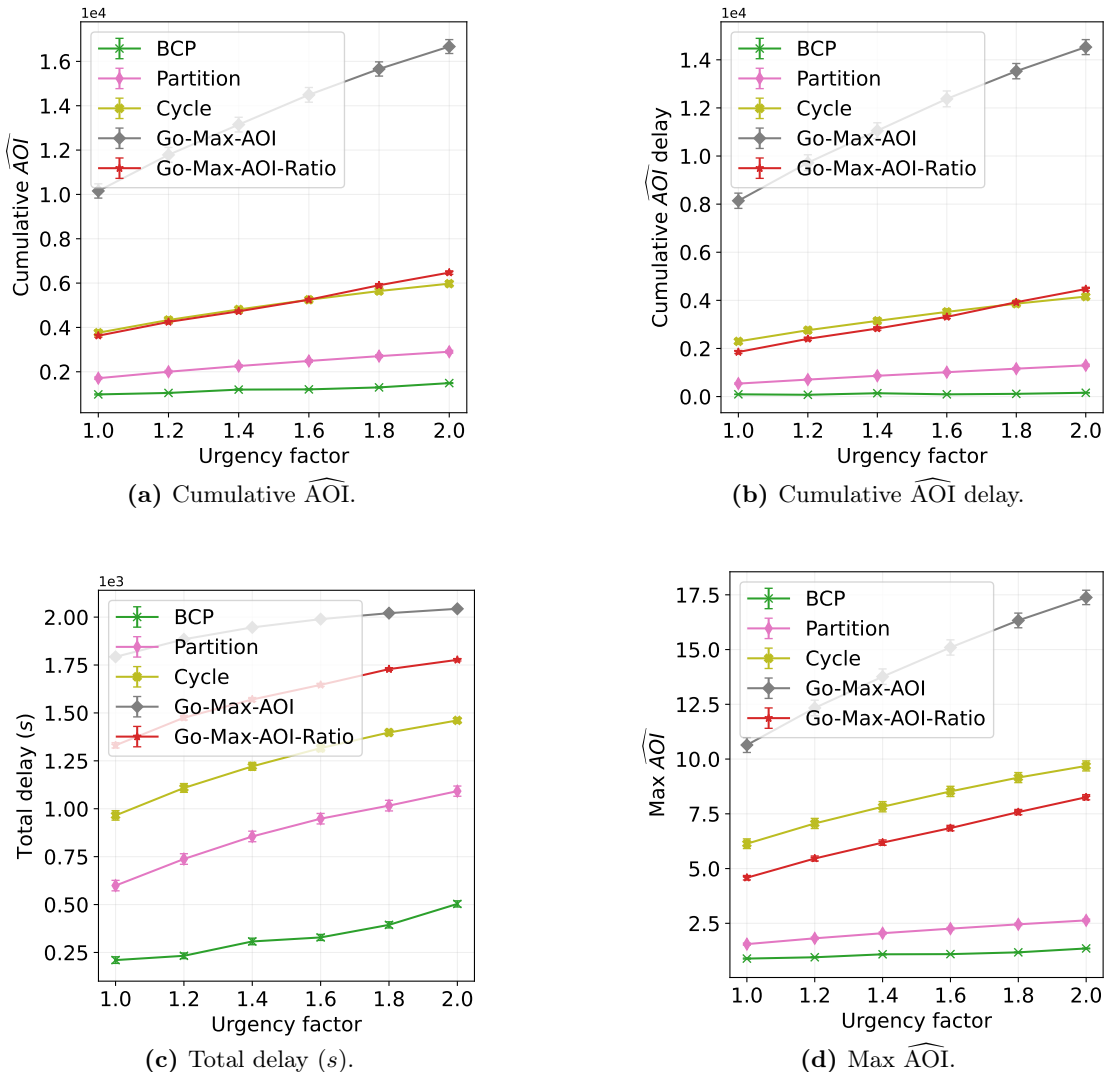 1e4
Cumulative AOI
1.6
1.4
1.2
1.0
0.8
0.6
0.4
0.2
BCP
Partition
Cycle
Go-Max-AOI
Go-Max-AOI-Ratio
1.0 1.2 1.4 1.6 1.8 2.0
Urgency factor
(a) Cumulative A͡OI.
1e4
Cumulative AOI delay
1.4
1.2
1.0
0.8
0.6
0.4
0.2
0.0
BCP
Partition
Cycle
Go-Max-AOI
Go-Max-AOI-Ratio
1.0 1.2 1.4 1.6 1.8 2.0
Urgency factor
(b) Cumulative A͡OI delay.
1e3
Total delay (s)
2.00
1.75
1.50
1.25
1.00
0.75
0.50
0.25
BCP
Partition
Cycle
Go-Max-AOI
Go-Max-AOI-Ratio
1.0 1.2 1.4 1.6 1.8 2.0
Urgency factor
(c) Total delay (s).
Max AOI
17.5
15.0
12.5
10.0
7.5
5.0
2.5
BCP
Partition
Cycle
Go-Max-AOI
Go-Max-AOI-Ratio
1.0 1.2 1.4 1.6 1.8 2.0
Urgency factor
(d) Max A͡OI.